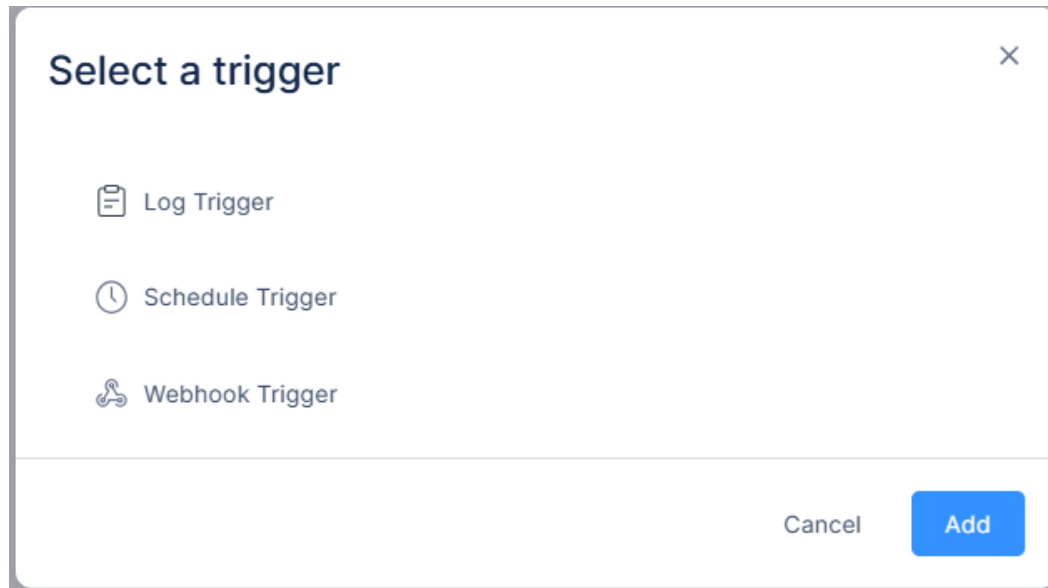 Select a trigger
Log Trigger
Schedule Trigger
Webhook Trigger
Cancel Add